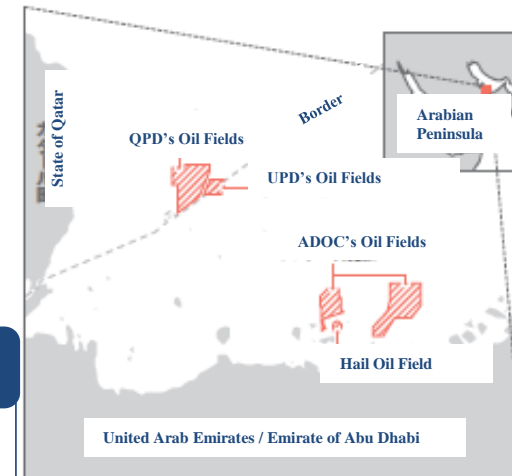 Arabian
Peninsula
Border
State of Qatar
QPD's Oil Fields
UPD's Oil Fields
ADOC's Oil Fields
Hail Oil Field
United Arab Emirates / Emirate of Abu Dhabi